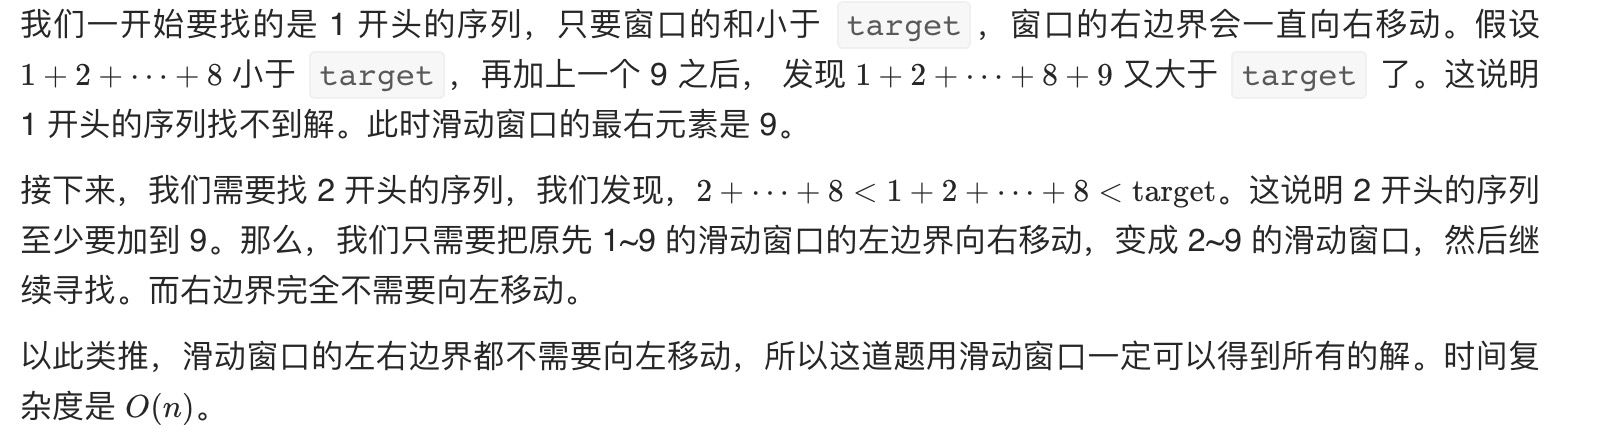 我们一开始要找的是 1 开头的序列，只要窗口的和小于 target ，窗口的右边界会一直向右移动。假设
1 + 2 + ⋯ + 8 小于 target ，再加上一个 9 之后， 发现 1 + 2 + ⋯ + 8 + 9 又大于 target 了。这说明
1 开头的序列找不到解。此时滑动窗口的最右元素是 9。
接下来，我们需要找 2 开头的序列，我们发现，2 + ⋯ + 8 < 1 + 2 + ⋯ + 8 < target。这说明 2 开头的序列
至少要加到 9。那么，我们只需要把原先 1~9 的滑动窗口的左边界向右移动，变成 2~9 的滑动窗口，然后继
续寻找。而右边界完全不需要向左移动。
以此类推，滑动窗口的左右边界都不需要向左移动，所以这道题用滑动窗口一定可以得到所有的解。时间复
杂度是 O(n)。